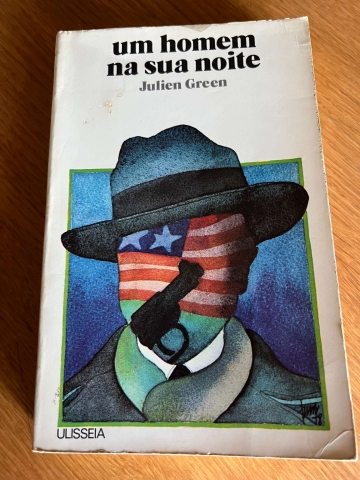 um homem
na sua noite
Julien Green
ULISSEIA